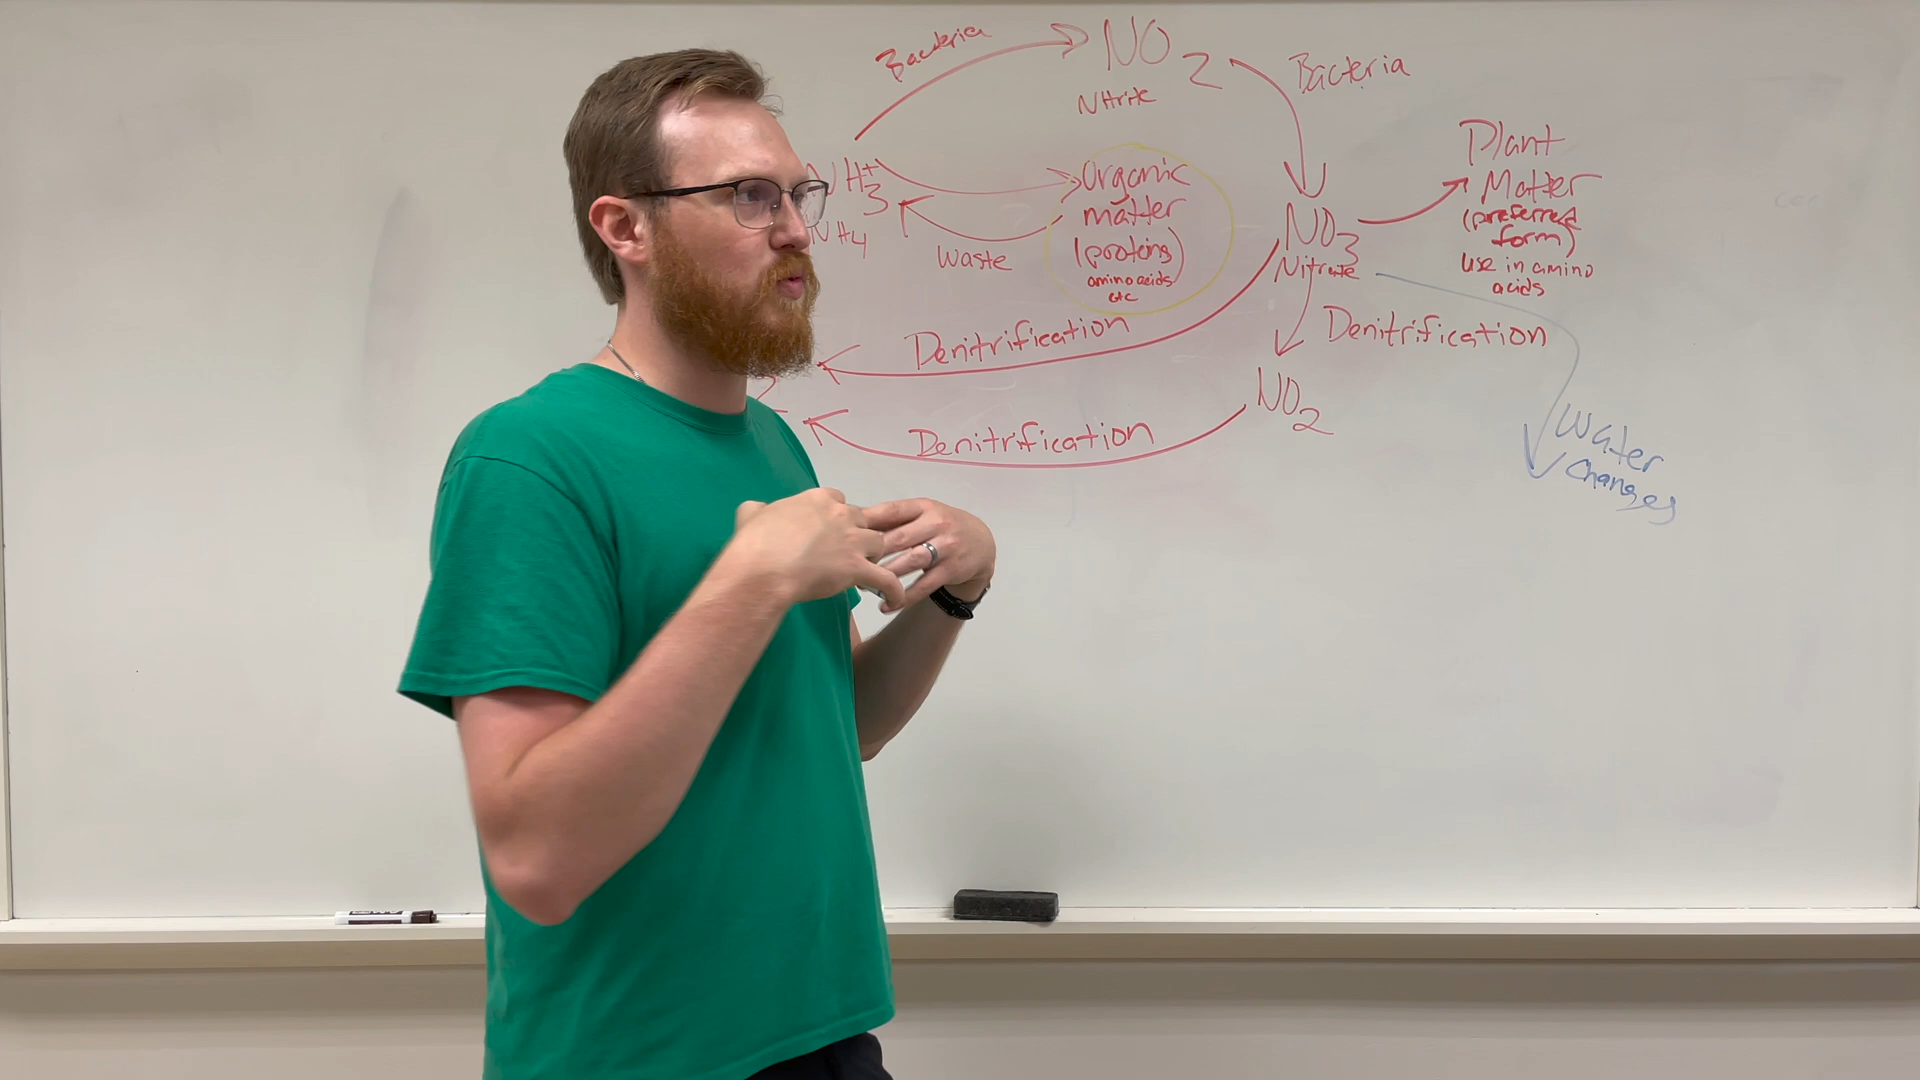 Bacteria
NO2
Nitrite
Bacteria
NH3+
NH4
Waste
Organic
matter
(proteins)
amino acids
etc
NO3
Nitrate
Plant
Matter
(preferred
form)
use in amino
acids
Denitrification
Denitrification
NO2
Denitrification
Water
Changes